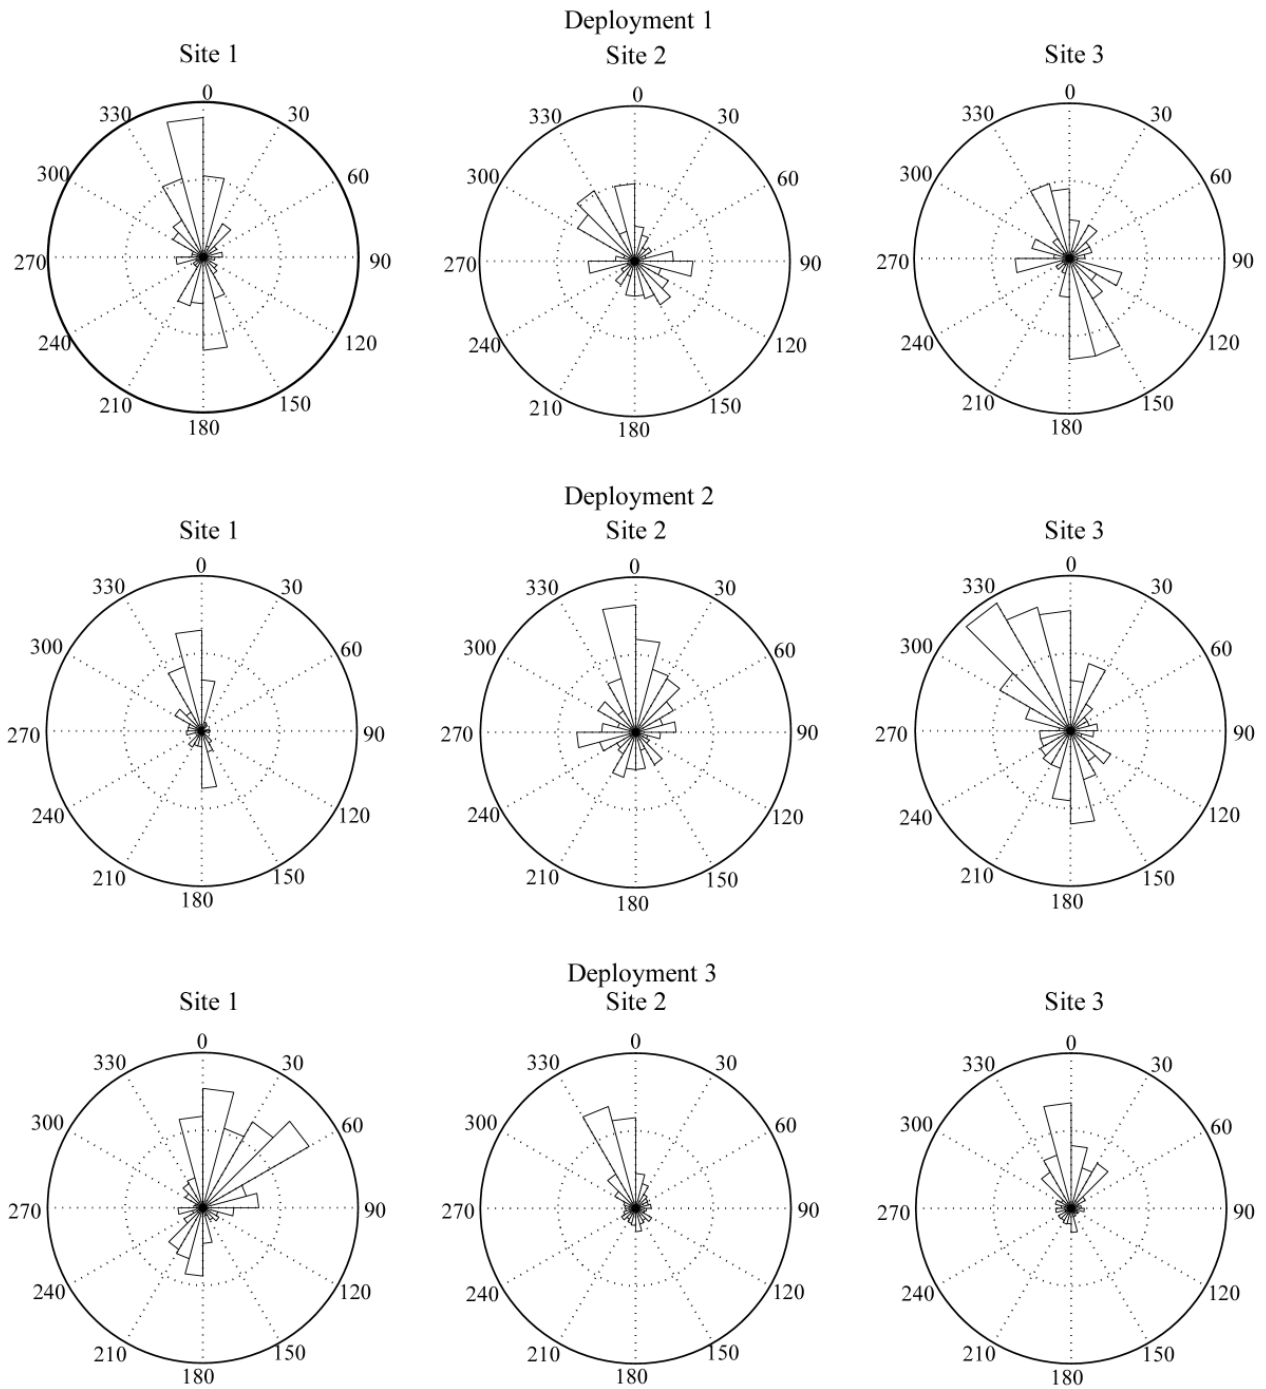 Deployment 1
Site 1 Site 2 Site 3
0 0 0
330 30 330 30 330 30
300 60 300 60 300 60
270 90 270 90 270 90
240 120 240 120 240 120
210 150 210 150 210 150
180 180 180
Deployment 2
Site 1 Site 2 Site 3
0 0 0
330 30 330 30 330 30
300 60 300 60 300 60
270 90 270 90 270 90
240 120 240 120 240 120
210 150 210 150 210 150
180 180 180
Deployment 3
Site 1 Site 2 Site 3
0 0 0
330 30 330 30 330 30
300 60 300 60 300 60
270 90 270 90 270 90
240 120 240 120 240 120
210 150 210 150 210 150
180 180 180